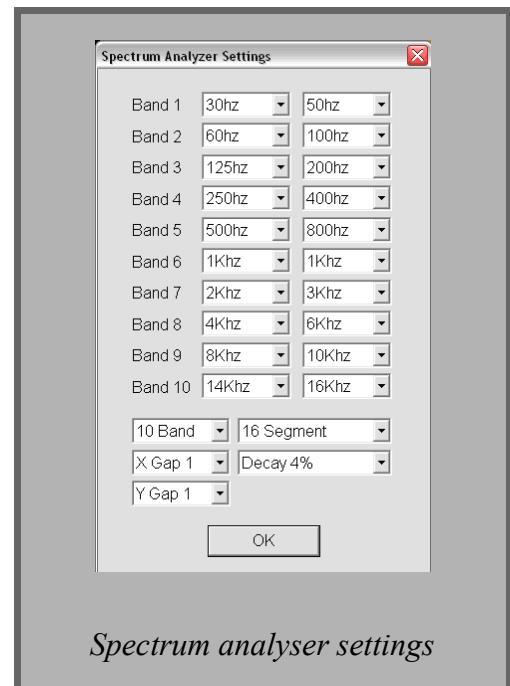 Spectrum Analyzer Settings
Band 1 30hz 50hz
Band 2 60hz 100hz
Band 3 125hz 200hz
Band 4 250hz 400hz
Band 5 500hz 800hz
Band 6 1Khz 1Khz
Band 7 2Khz 3Khz
Band 8 4Khz 6Khz
Band 9 8Khz 10Khz
Band 10 14Khz 16Khz
10 Band 16 Segment
X Gap 1 Decay 4%
Y Gap 1
OK
Spectrum analyser settings